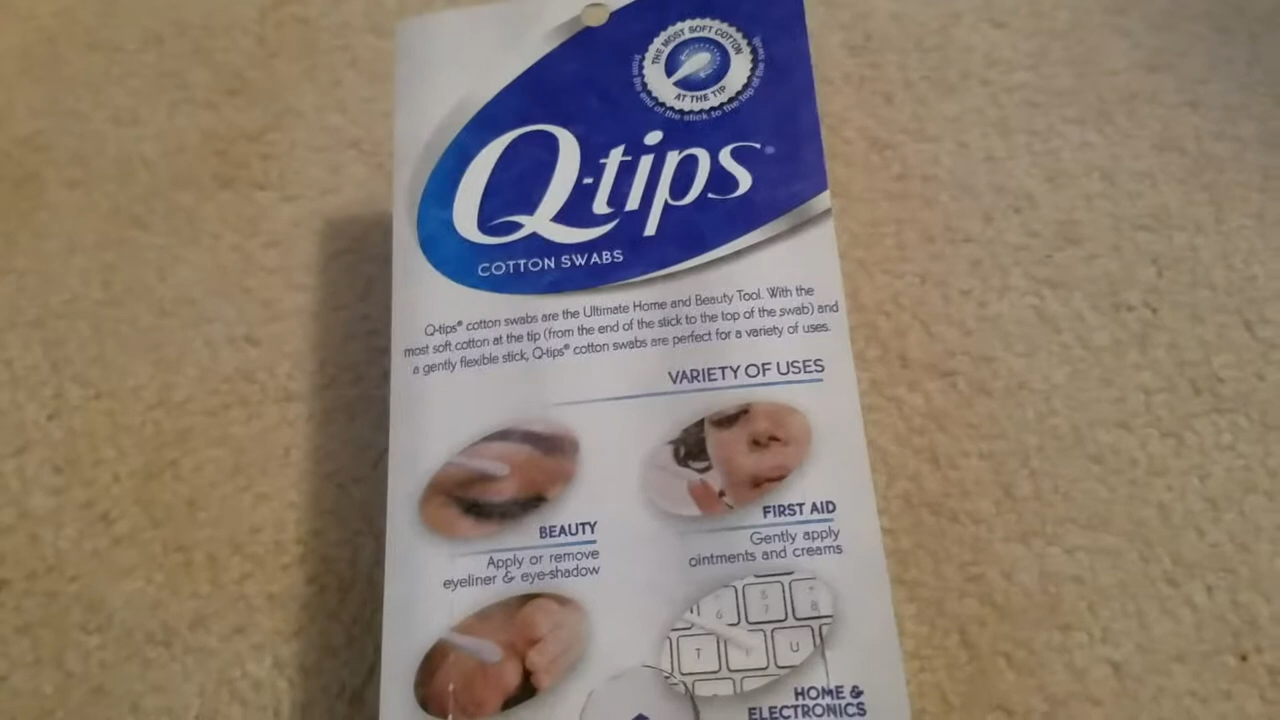 THE MOST SOFT COTTON
AT THE TIP
from the end of the stick to the top of the swab
Q-tips®
COTTON SWABS
Q-tips® cotton swabs are the Ultimate Home and Beauty Tool. With the
most soft cotton at the tip (from the end of the stick to the top of the swab) and
a gently flexible stick, Q-tips® cotton swabs are perfect for a variety of uses.
VARIETY OF USES
BEAUTY
Apply or remove
eyeliner & eye-shadow
FIRST AID
Gently apply
ointments and creams
6 7 8
T U
HOME &
ELECTRONICS